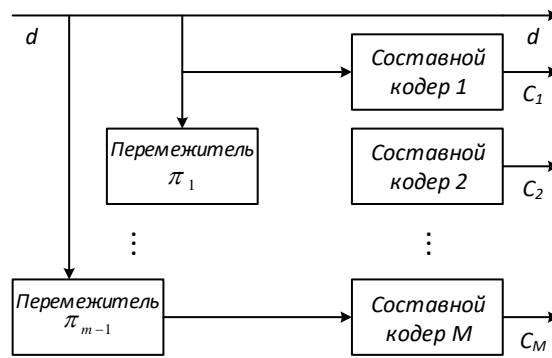 d
d
Составной
кодер 1
C1
Перемежитель
π 1
Составной
кодер 2
C2
⋮
⋮
Перемежитель
π m−1
Составной
кодер M
CM